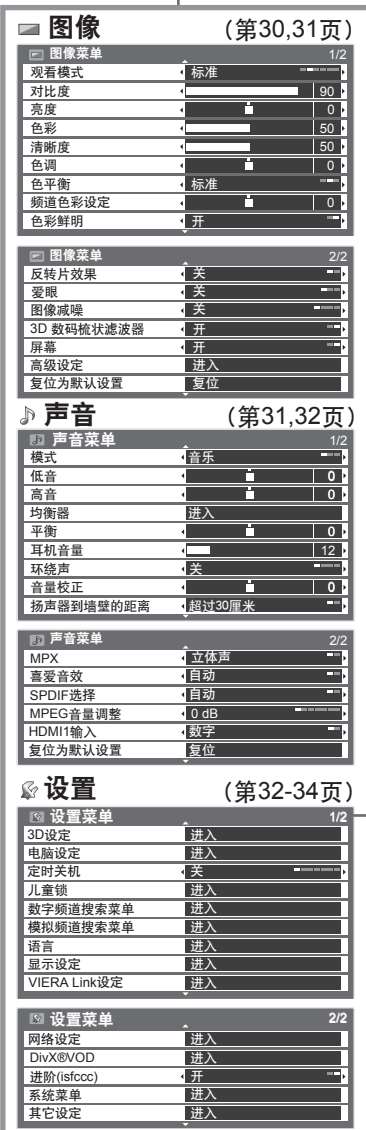 图像 （第30,31页）
图像菜单 1/2
观看模式 标准
对比度 90
亮度 0
色彩 50
清晰度 50
色调 0
色平衡 标准
频道色彩设定 0
色彩鲜明 开
图像菜单 2/2
反转片效果 关
爱眼 关
图像减噪 关
3D 数码梳状滤波器 开
屏幕 开
高级设定 进入
复位为默认设置 复位
声音 （第31,32页）
声音菜单 1/2
模式 音乐
低音 0
高音 0
均衡器 进入
平衡 0
耳机音量 12
环绕声 关
音量校正 0
扬声器到墙壁的距离 超过30厘米
声音菜单 2/2
MPX 立体声
喜爱音效 自动
SPDIF选择 自动
MPEG音量调整 0 dB
HDMI1输入 数字
复位为默认设置 复位
设置 （第32-34页）
设置菜单 1/2
3D设定 进入
电脑设定 进入
定时关机 关
儿童锁 进入
数字频道搜索菜单 进入
模拟频道搜索菜单 进入
语言 进入
显示设定 进入
VIERA Link设定 进入
设置菜单 2/2
网络设定 进入
DivX®VOD 进入
进阶(isfccc) 开
系统菜单 进入
其它设定 进入